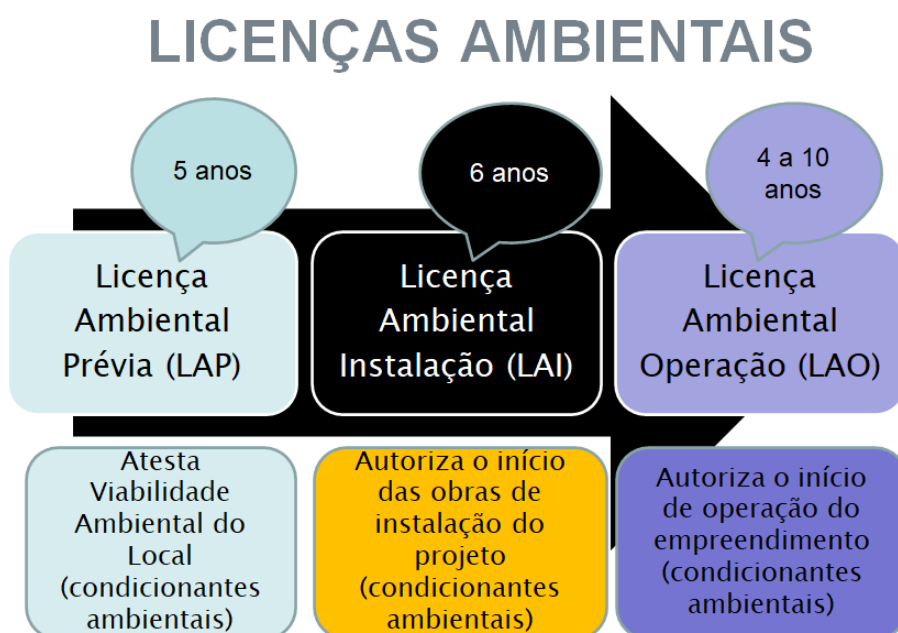 LICENÇAS AMBIENTAIS
5 anos
6 anos
4 a 10
anos
Licença
Ambiental
Prévia (LAP)
Licença
Ambiental
Instalação (LAI)
Licença
Ambiental
Operação (LAO)
Atesta
Viabilidade
Ambiental do
Local
(condicionantes
ambientais)
Autoriza o início
das obras de
instalação do
projeto
(condicionantes
ambientais)
Autoriza o início
de operação do
empreendimento
(condicionantes
ambientais)